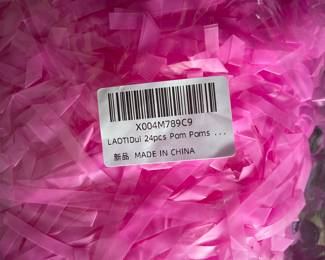 X004M789C9
LAOTIDui 24pcs Pom Poms ...
新品 MADE IN CHINA